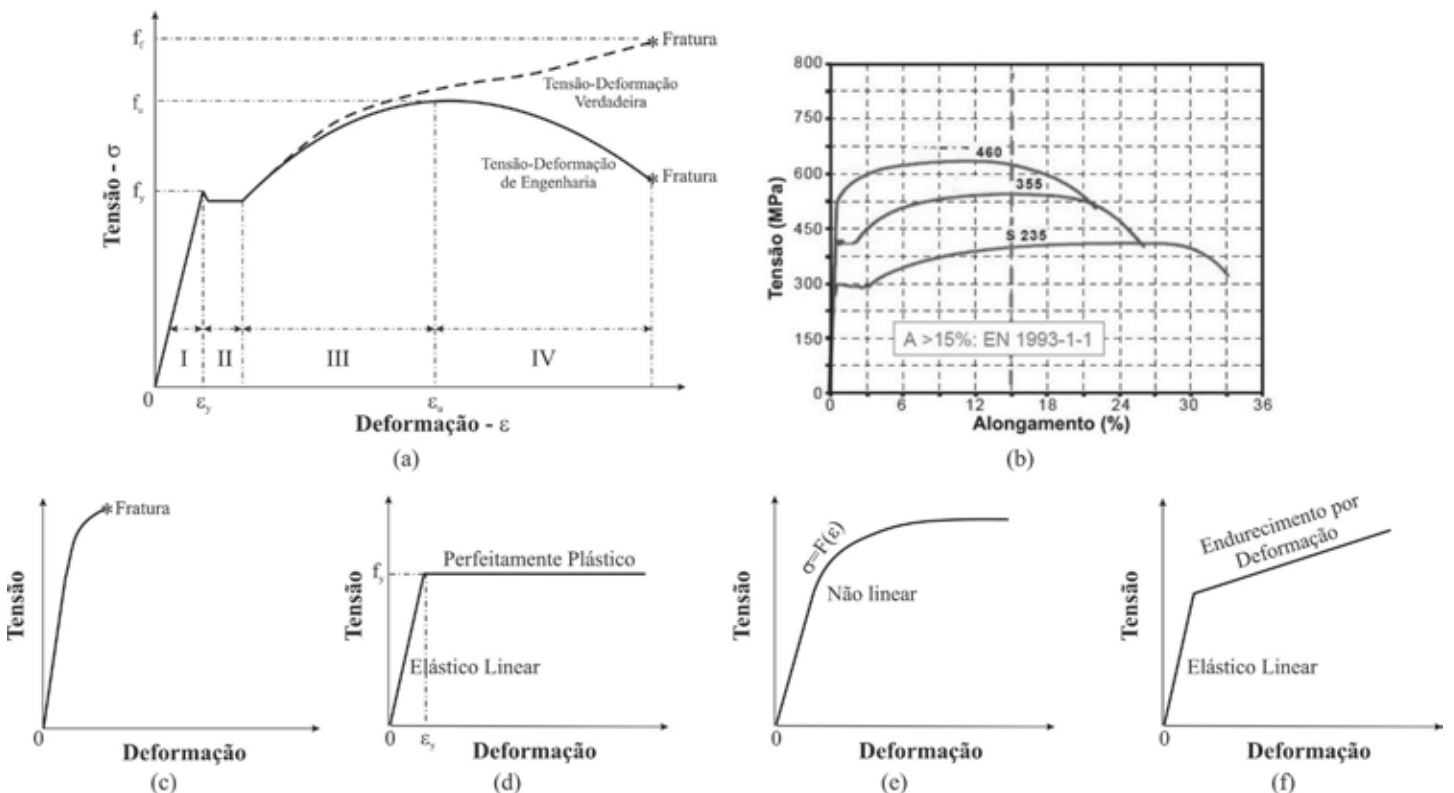 f_f
Fratura
Tensão-Deformação
Verdadeira
f_u
Tensão-Deformação
de Engenharia
Fratura
f_y
Tensão - σ
I
II
III
IV
0
ε_y
ε_u
Deformação - ε
(a)
800
750
600
450
300
150
0
Tensão (MPa)
460
355
S 235
A >15%: EN 1993-1-1
0
6
12
18
24
30
36
Alongamento (%)
(b)
Fratura
Tensão
0
Deformação
(c)
f_y
Perfeitamente Plástico
Elástico Linear
Tensão
0
ε_y
Deformação
(d)
σ=F(ε)
Não linear
Tensão
0
Deformação
(e)
Endurecimento por
Deformação
Elástico Linear
Tensão
0
Deformação
(f)